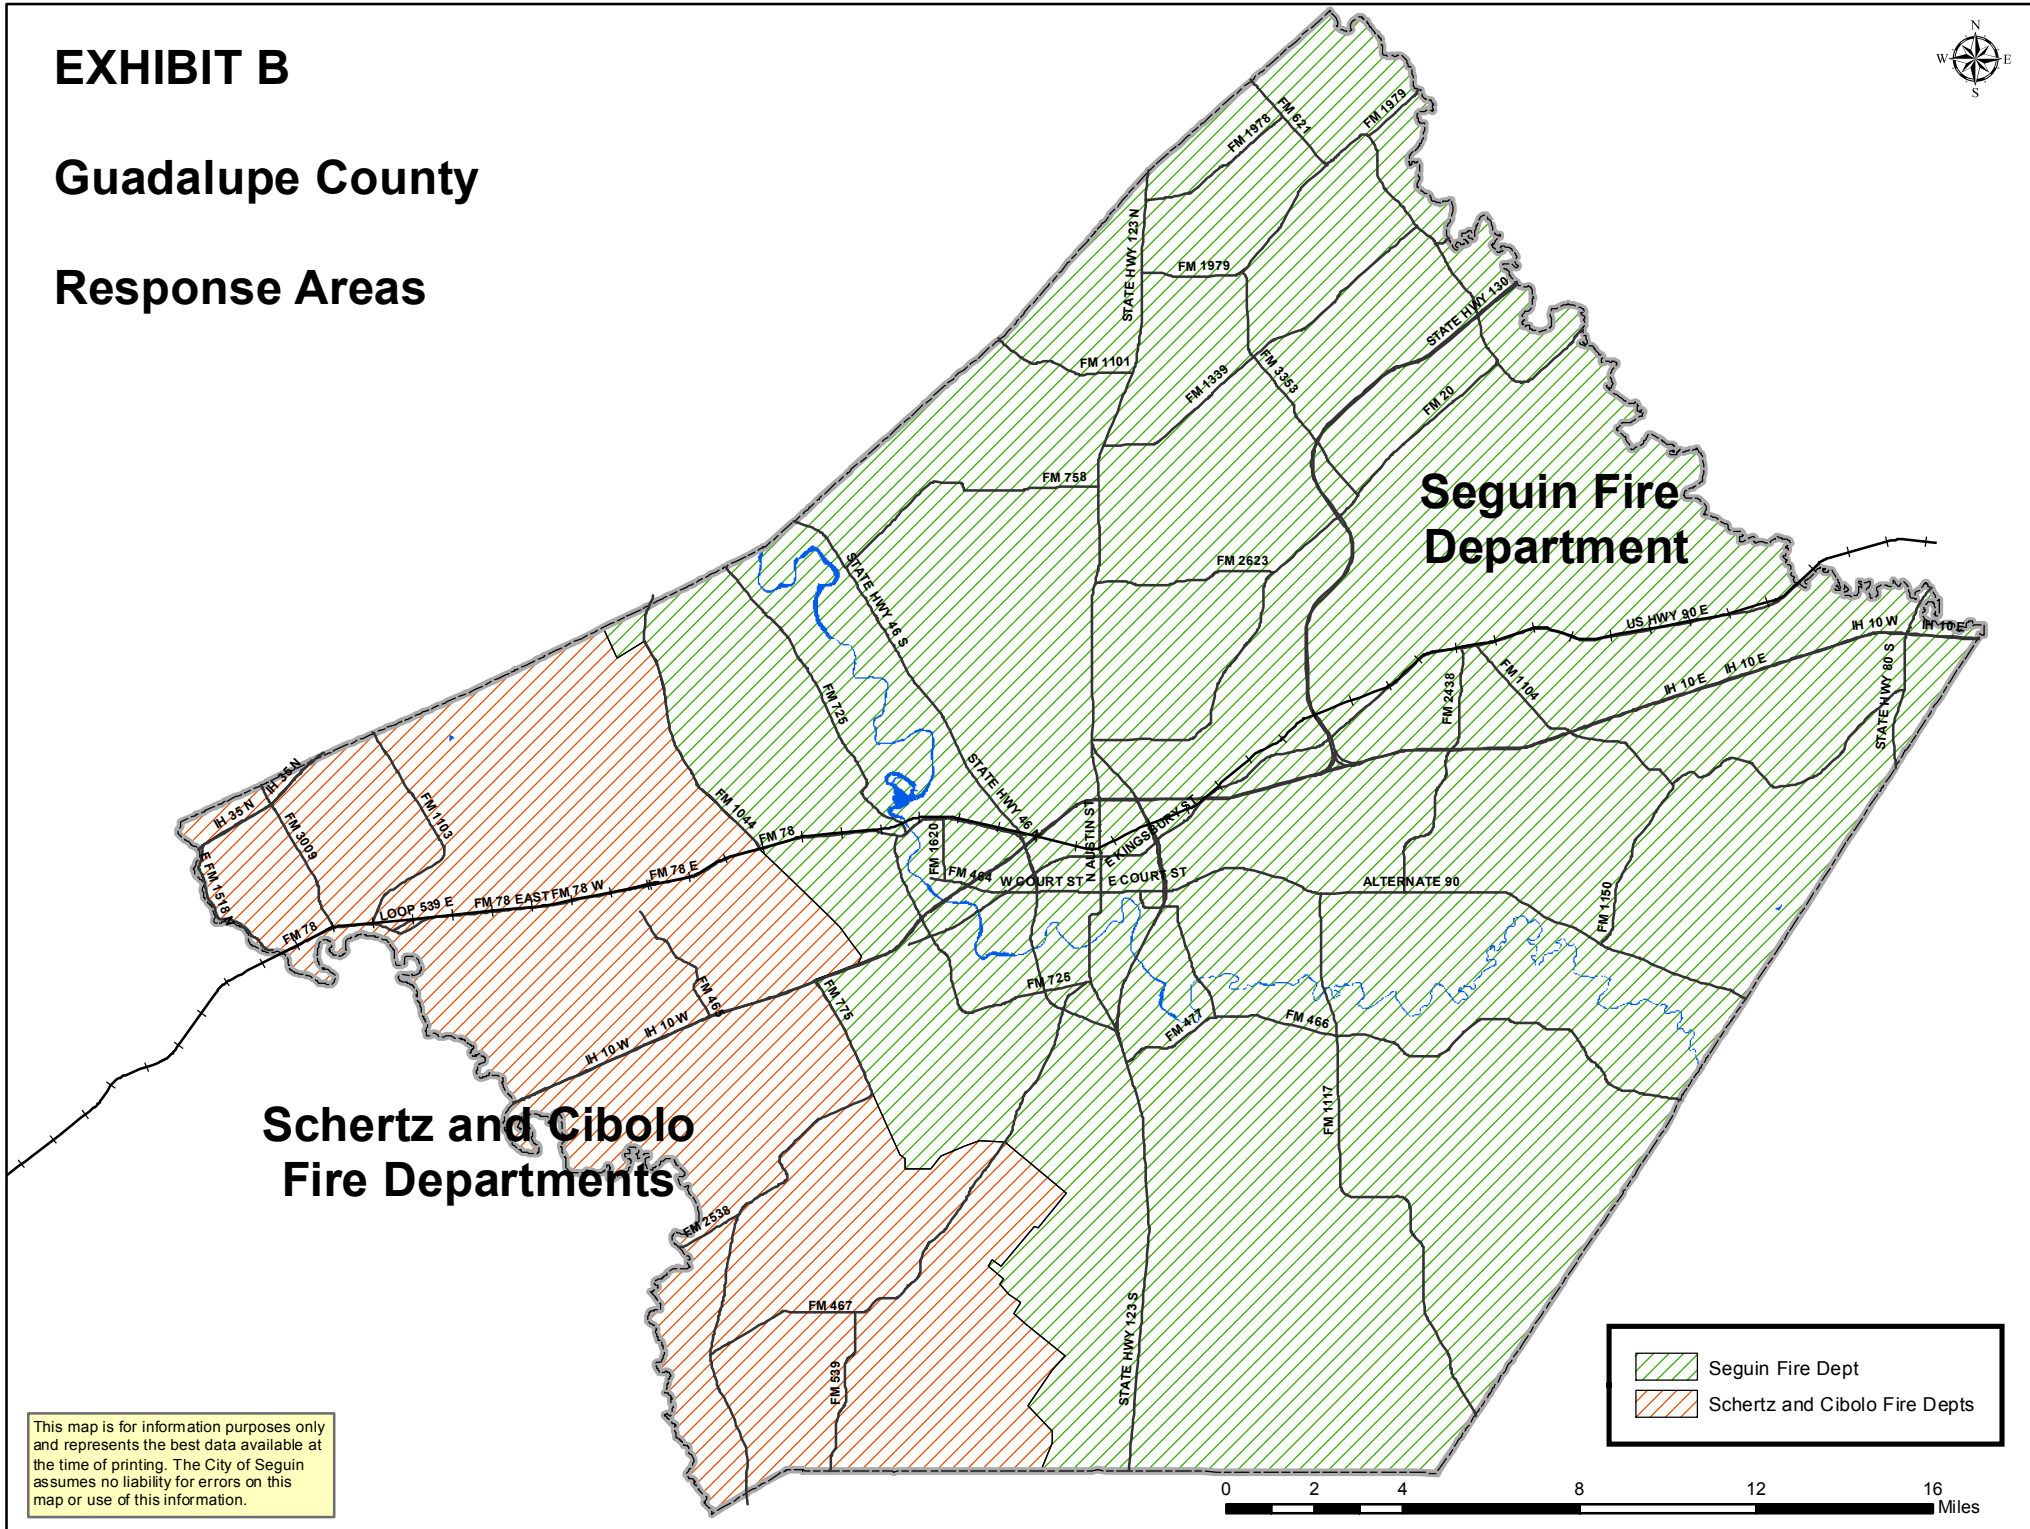 EXHIBIT B
Guadalupe County
Response Areas
N
W
E
S
FM 621
FM 1979
FM 1978
STATE HWY 123 N
FM 1979
STATE HWY 130
FM 1101
FM 1339
FM 3353
FM 20
FM 758
Seguin Fire
Department
FM 2623
STATE HWY 46 S
US HWY 90 E
IH 10 W
IH 10 E
IH 10 E
IH 10 E
STATE HWY 80 S
FM 1104
FM 2438
FM 725
STATE HWY 46 N
IH 35 N
IH 35 N
FM 3009
FM 1103
FM 1044
FM 78
FM 1620
N AUSTIN ST
E KINGSBURY ST
E FM 1518 N
FM 78 E
FM 78 W
FM 78 EAST
LOOP 539 E
FM 78
FM 464
W COURT ST
E COURT ST
ALTERNATE 90
FM 1150
FM 465
FM 775
FM 725
IH 10 W
IH 10 W
FM 477
FM 466
FM 1117
Schertz and Cibolo
Fire Departments
FM 2538
FM 467
FM 539
STATE HWY 123 S
Seguin Fire Dept
Schertz and Cibolo Fire Depts
This map is for information purposes only
and represents the best data available at
the time of printing. The City of Seguin
assumes no liability for errors on this
map or use of this information.
0 2 4 8 12 16
Miles